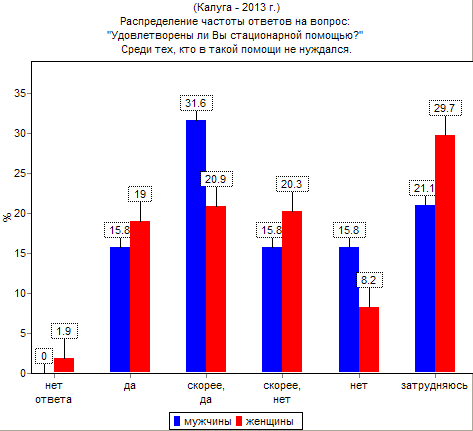 (Калуга - 2013 г.)
Распределение частоты ответов на вопрос:
"Удовлетворены ли Вы стационарной помощью?"
Среди тех, кто в такой помощи не нуждался.
%
35
30
25
20
15
10
5
0
0
1.9
15.8
19
31.6
20.9
15.8
20.3
15.8
8.2
21.1
29.7
нет
ответа
да
скорее,
да
скорее,
нет
нет
затрудняюсь
мужчины женщины